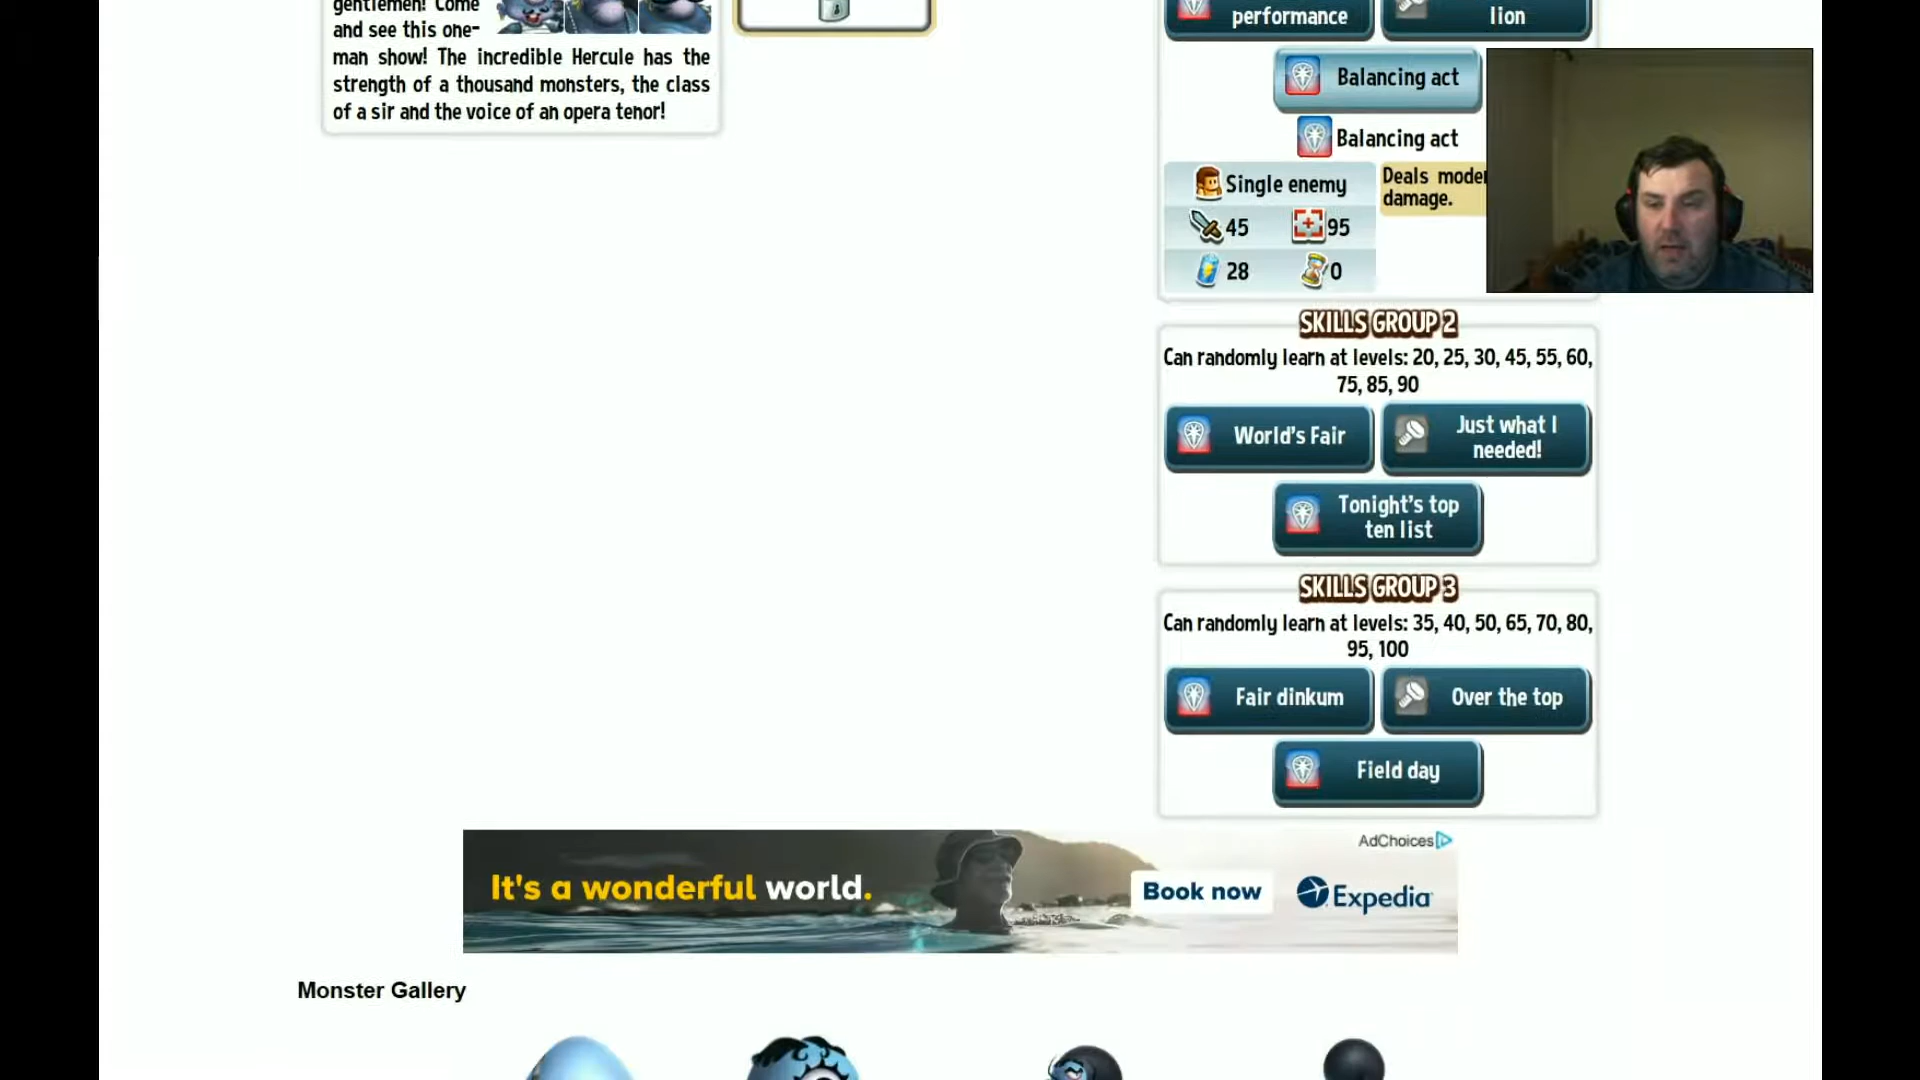 gentlemen! Come
and see this one-
man show! The incredible Hercule has the
strength of a thousand monsters, the class
of a sir and the voice of an opera tenor!
performance
lion
Balancing act
Balancing act
Single enemy
45
95
28
0
Deals
damage.
SKILLS GROUP 2
Can randomly learn at levels: 20, 25, 30, 45, 55, 60,
75, 85, 90
World's Fair
Just what I
needed!
Tonight's top
ten list
SKILLS GROUP 3
Can randomly learn at levels: 35, 40, 50, 65, 70, 80,
95, 100
Fair dinkum
Over the top
Field day
AdChoices
It's a wonderful world.
Book now
Expedia
Monster Gallery